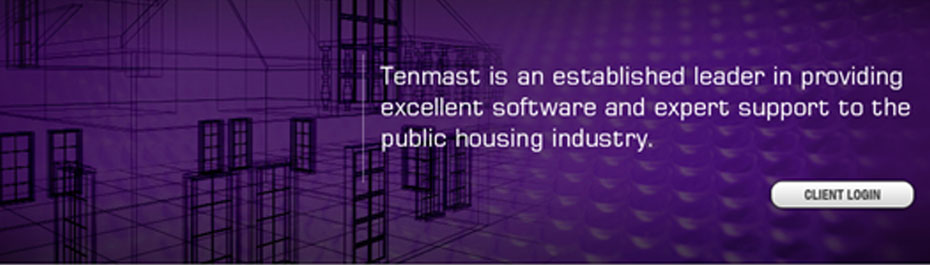 Tenmast is an established leader in providing
excellent software and expert support to the
public housing industry.
CLIENT LOGIN